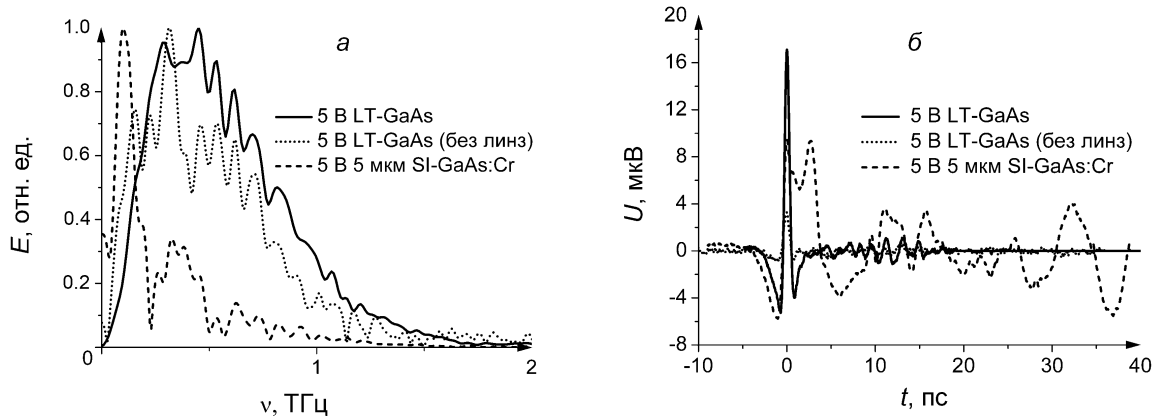 E, отн. ед.
1.0
0.8
0.6
0.4
0.2
0
1
2
ν, ТГц
а
5 В LT-GaAs
5 В LT-GaAs (без линз)
5 В 5 мкм SI-GaAs:Cr
U, мкВ
20
16
12
8
4
0
-4
-8
-10
0
10
20
30
40
t, пс
б
5 В LT-GaAs
5 В LT-GaAs (без линз)
5 В 5 мкм SI-GaAs:Cr